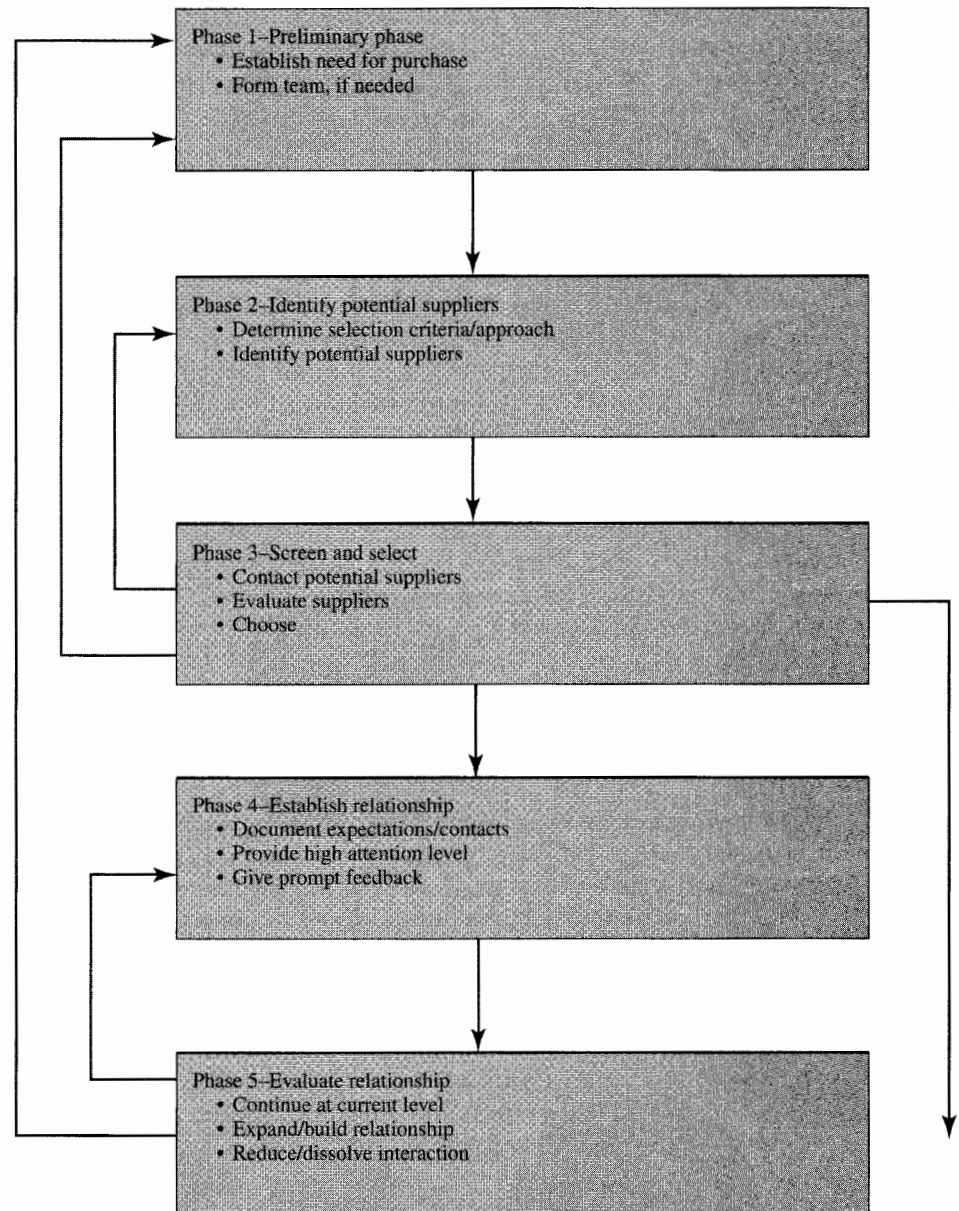 Phase 1–Preliminary phase
• Establish need for purchase
• Form team, if needed
Phase 2–Identify potential suppliers
• Determine selection criteria/approach
• Identify potential suppliers
Phase 3–Screen and select
• Contact potential suppliers
• Evaluate suppliers
• Choose
Phase 4–Establish relationship
• Document expectations/contacts
• Provide high attention level
• Give prompt feedback
Phase 5–Evaluate relationship
• Continue at current level
• Expand/build relationship
• Reduce/dissolve interaction